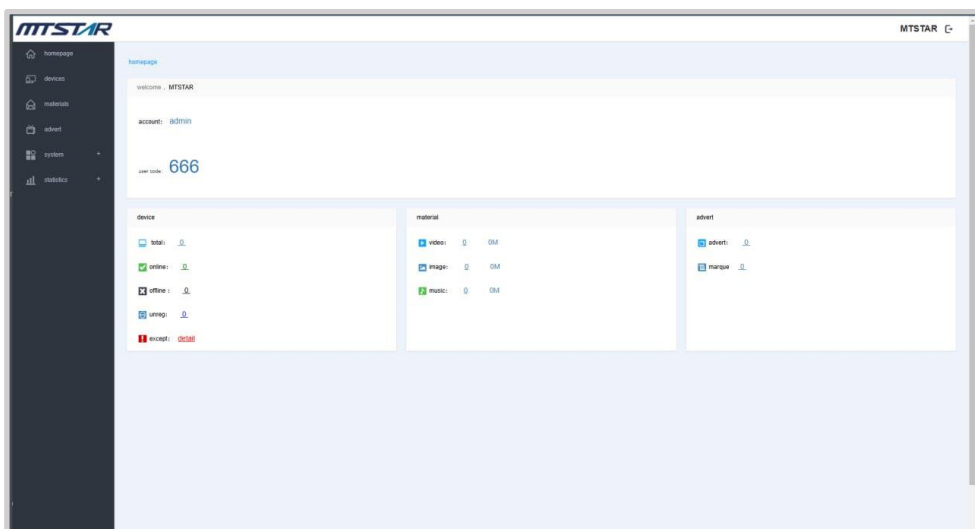 MTSTAR
MTSTAR
homepage
devices
materials
advert
system +
statistics +
homepage
welcome , MTSTAR
account: admin
user code: 666
device
total: 0
online: 0
offline : 0
unreg: 0
except: detail
material
video: 0 0M
image: 0 0M
music: 0 0M
advert
advert: 0
marque 0